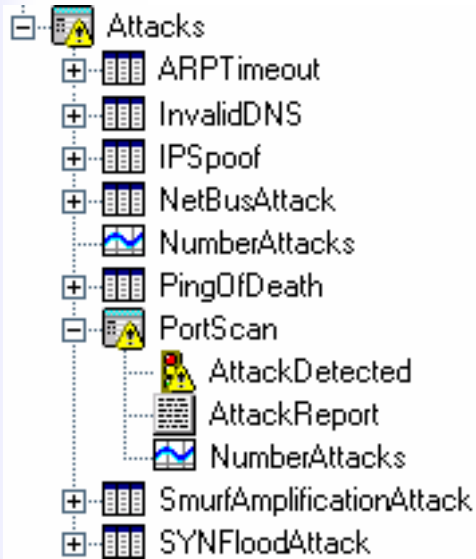 Attacks
ARPTimeout
InvalidDNS
IPSpoof
NetBusAttack
NumberAttacks
PingOfDeath
PortScan
AttackDetected
AttackReport
NumberAttacks
SmurfAmplificationAttack
SYNFloodAttack